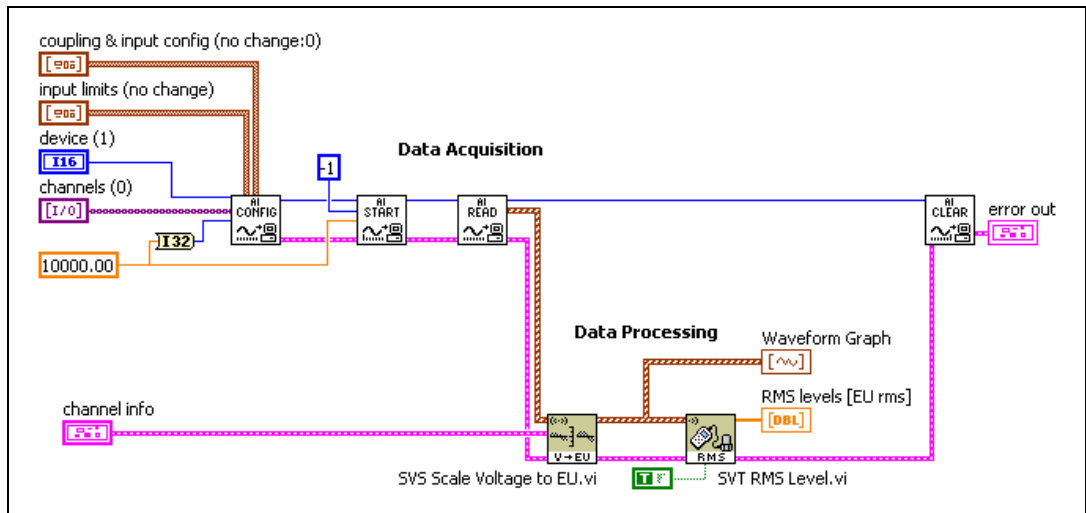 coupling & input config (no change:0)
input limits (no change)
device (1)
I16
channels (0)
[I/O]
I32
10000.00
Data Acquisition
-1
AI
CONFIG
AI
START
AI
READ
AI
CLEAR
error out
Data Processing
Waveform Graph
RMS levels [EU rms]
[DBL]
channel info
V→EU
RMS
SVS Scale Voltage to EU.vi
T
SVT RMS Level.vi